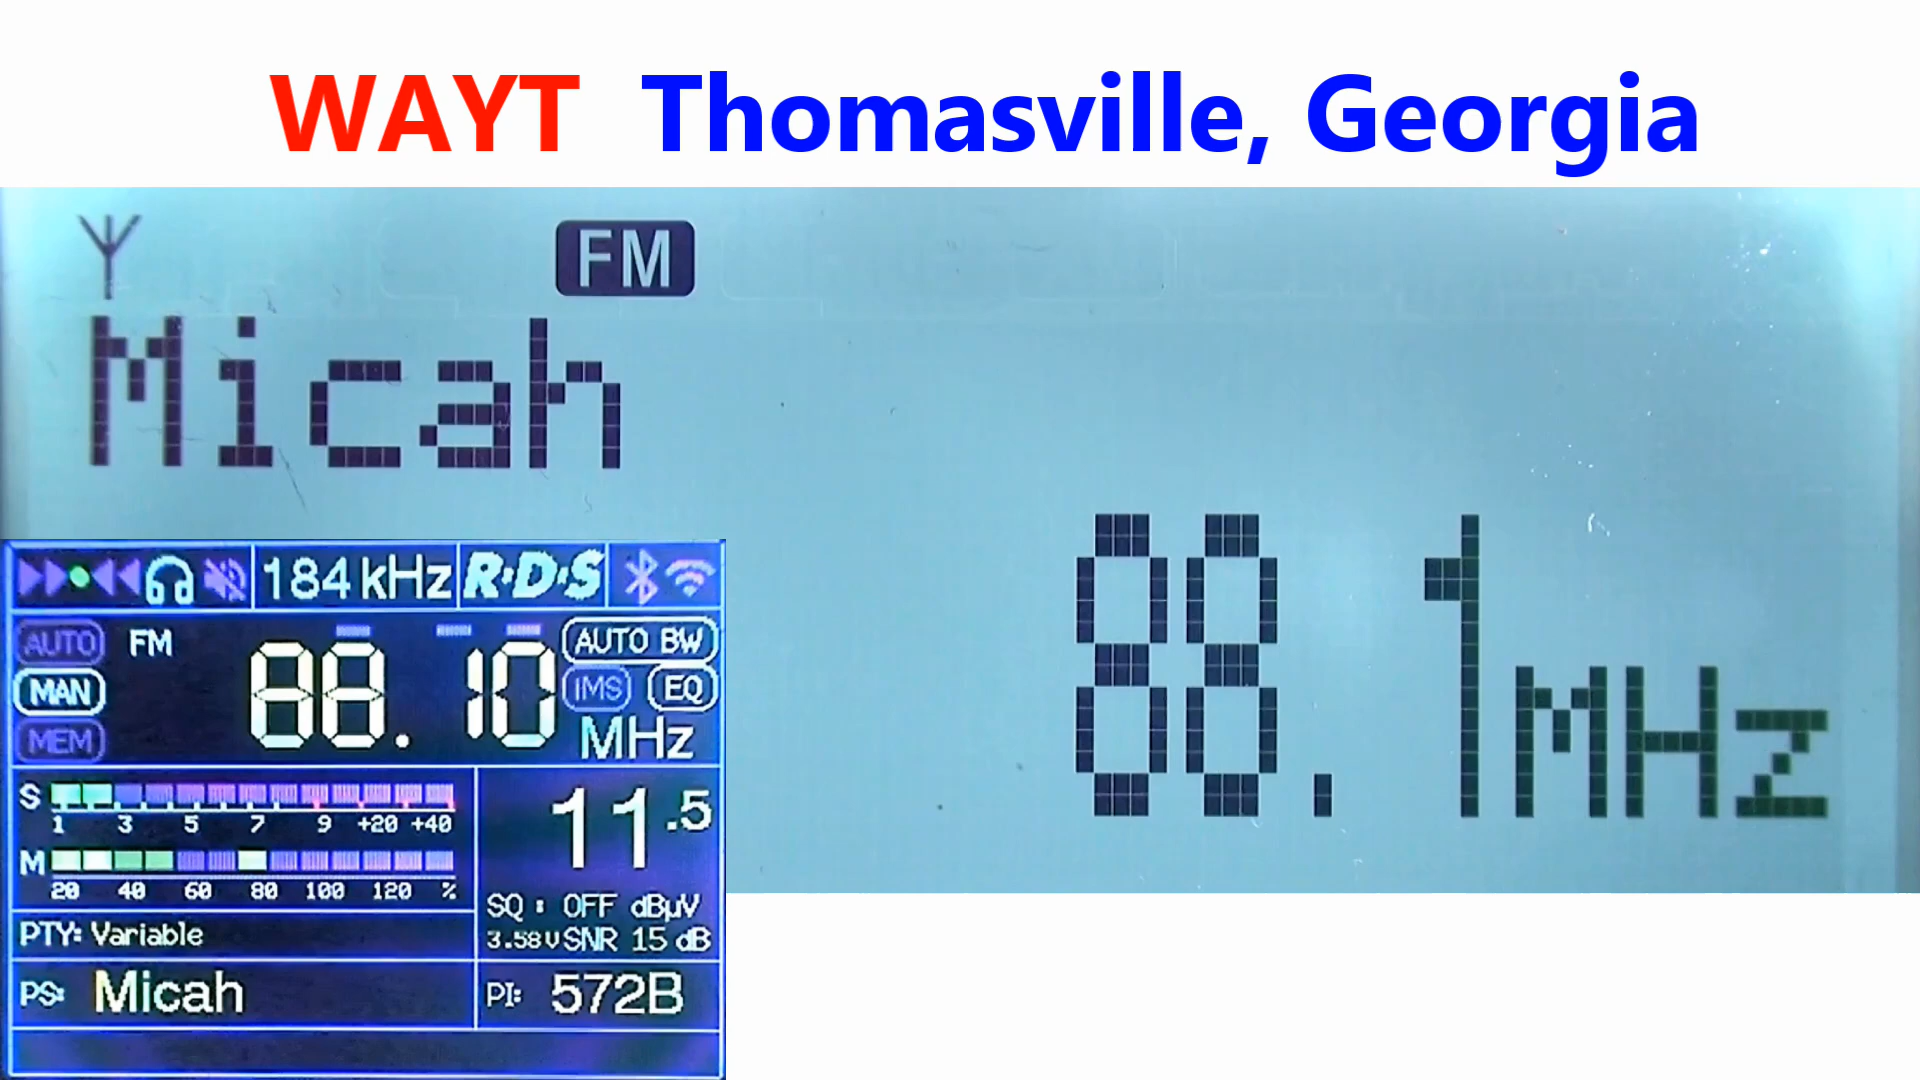 WAYT Thomasville, Georgia
FM
Micah
88.1MHz
184 kHz R·D·S
AUTO FM 88.10 AUTO BW
MAN IMS EQ
MEM MHz
S 1 3 5 7 9 +20 +40
11.5
M 20 40 60 80 100 120 %
SQ : OFF dBµV
PTY: Variable
3.58V SNR 15 dB
PS: Micah
PI: 572B